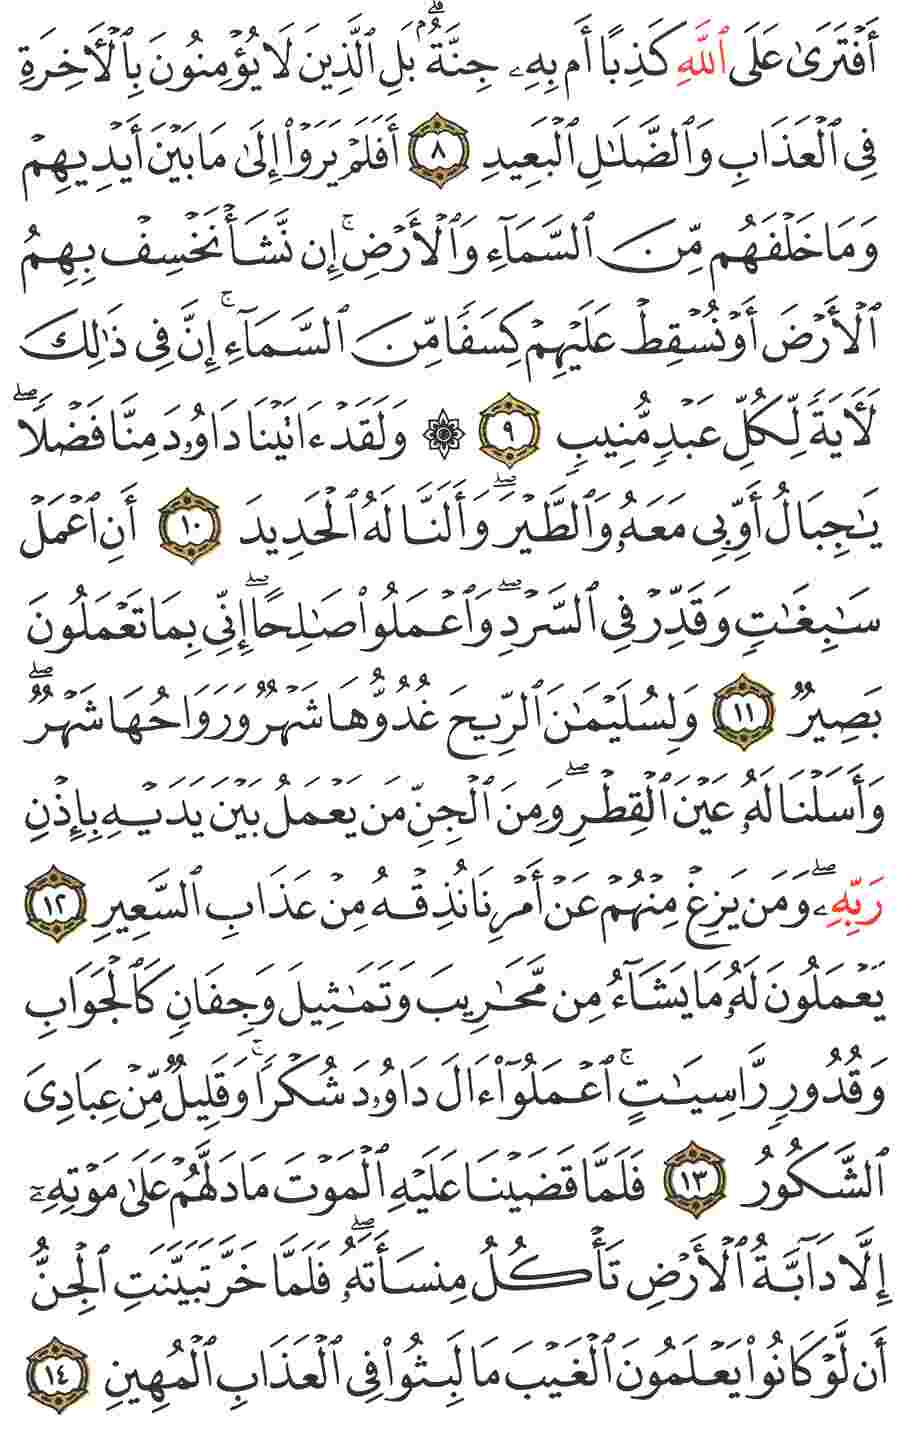 أَفْتَرَىٰ عَلَى ٱللَّهِ كَذِبًا أَم بِهِۦ جِنَّةٌۢ ۗ بَلِ ٱلَّذِينَ لَا يُؤْمِنُونَ بِٱلْءَاخِرَةِ
فِى ٱلْعَذَابِ وَٱلضَّلَـٰلِ ٱلْبَعِيدِ ٨ أَفَلَمْ يَرَوْا۟ إِلَىٰ مَا بَيْنَ أَيْدِيهِمْ
وَمَا خَلْفَهُم مِّنَ ٱلسَّمَآءِ وَٱلْأَرْضِ ۚ إِن نَّشَأْ نَخْسِفْ بِهِمُ
ٱلْأَرْضَ أَوْ نُسْقِطْ عَلَيْهِمْ كِسَفًا مِّنَ ٱلسَّمَآءِ ۚ إِنَّ فِى ذَٰلِكَ
لَـَٔايَةً لِّكُلِّ عَبْدٍ مُّنِيبٍ ٩ ۞ وَلَقَدْ ءَاتَيْنَا دَاوُۥدَ مِنَّا فَضْلًا ۖ
يَـٰجِبَالُ أَوِّبِى مَعَهُۥ وَٱلطَّيْرَ ۖ وَأَلَنَّا لَهُ ٱلْحَدِيدَ ١٠ أَنِ ٱعْمَلْ
سَـٰبِغَـٰتٍ وَقَدِّرْ فِى ٱلسَّرْدِ ۖ وَٱعْمَلُوا۟ صَـٰلِحًا ۖ إِنِّى بِمَا تَعْمَلُونَ
بَصِيرٌ ١١ وَلِسُلَيْمَـٰنَ ٱلرِّيحَ غُدُوُّهَا شَهْرٌ وَرَوَاحُهَا شَهْرٌ ۖ
وَأَسَلْنَا لَهُۥ عَيْنَ ٱلْقِطْرِ ۖ وَمِنَ ٱلْجِنِّ مَن يَعْمَلُ بَيْنَ يَدَيْهِ بِإِذْنِ
رَبِّهِۦ ۖ وَمَن يَزِغْ مِنْهُمْ عَنْ أَمْرِنَا نُذِقْهُ مِنْ عَذَابِ ٱلسَّعِيرِ ١٢
يَعْمَلُونَ لَهُۥ مَا يَشَآءُ مِن مَّحَـٰرِيبَ وَتَمَـٰثِيلَ وَجِفَانٍ كَٱلْجَوَابِ
وَقُدُورٍ رَّاسِيَـٰتٍ ۚ ٱعْمَلُوٓا۟ ءَالَ دَاوُۥدَ شُكْرًا ۚ وَقَلِيلٌ مِّنْ عِبَادِىَ
ٱلشَّكُورُ ١٣ فَلَمَّا قَضَيْنَا عَلَيْهِ ٱلْمَوْتَ مَا دَلَّهُمْ عَلَىٰ مَوْتِهِۦٓ
إِلَّا دَآبَّةُ ٱلْأَرْضِ تَأْكُلُ مِنسَأَتَهُۥ ۖ فَلَمَّا خَرَّ تَبَيَّنَتِ ٱلْجِنُّ
أَن لَّوْ كَانُوا۟ يَعْلَمُونَ ٱلْغَيْبَ مَا لَبِثُوا۟ فِى ٱلْعَذَابِ ٱلْمُهِينِ ١٤